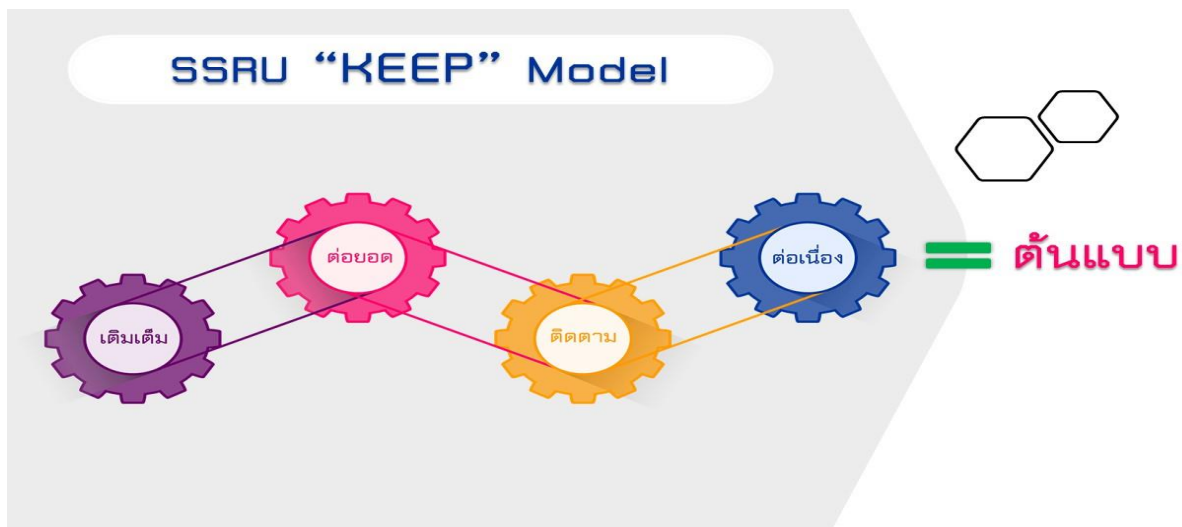 SSRU “KEEP” Model
เติมเต็ม
ต่อยอด
ติดตาม
ต่อเนื่อง
= ต้นแบบ